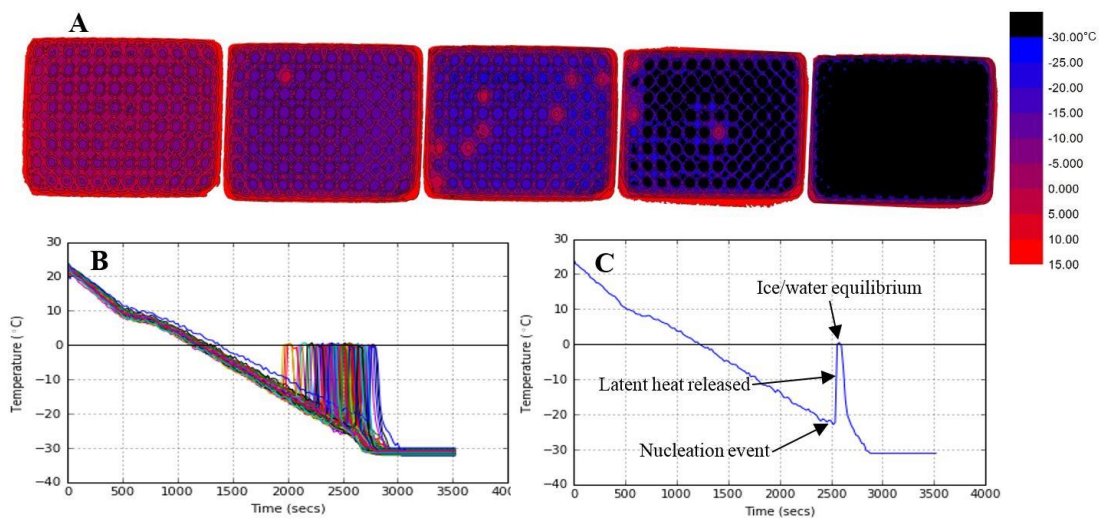 A
-30.00°C
-25.00
-20.00
-15.00
-10.00
-5.000
0.000
5.000
10.00
15.00
B
30
20
10
0
−10
−20
−30
−40
Temperature (°C)
0 500 1000 1500 2000 2500 3000 3500 400
Time (secs)
C
30
20
10
0
−10
−20
−30
−40
Temperature (°C)
Ice/water equilibrium
Latent heat released
Nucleation event
0 500 1000 1500 2000 2500 3000 3500 4000
Time (secs)